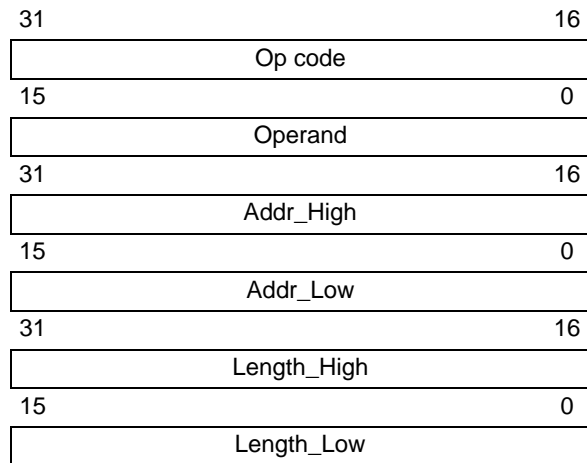 31 16
Op code
15 0
Operand
31 16
Addr_High
15 0
Addr_Low
31 16
Length_High
15 0
Length_Low